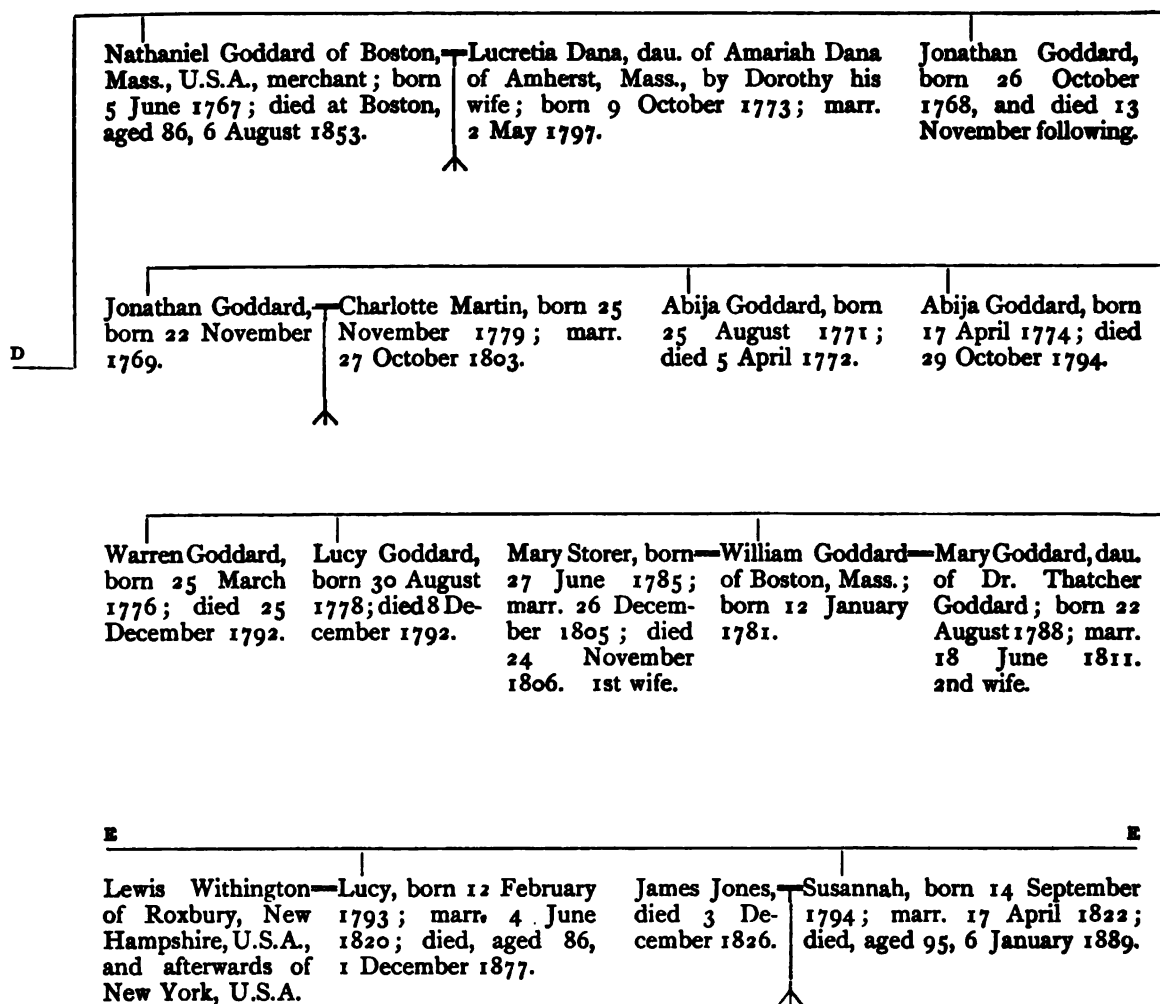 Nathaniel Goddard of Boston,
Mass., U.S.A., merchant; born
5 June 1767; died at Boston,
aged 86, 6 August 1853.
Lucretia Dana, dau. of Amariah Dana
of Amherst, Mass., by Dorothy his
wife; born 9 October 1773; marr.
2 May 1797.
Jonathan Goddard,
born 26 October
1768, and died 13
November following.
D
Jonathan Goddard,
born 22 November
1769.
Charlotte Martin, born 25
November 1779; marr.
27 October 1803.
Abija Goddard, born
25 August 1771;
died 5 April 1772.
Abija Goddard, born
17 April 1774; died
29 October 1794.
Warren Goddard,
born 25 March
1776; died 25
December 1792.
Lucy Goddard,
born 30 August
1778; died 8 De-
cember 1792.
Mary Storer, born
27 June 1785;
marr. 26 Decem-
ber 1805; died
24 November
1806. 1st wife.
William Goddard
of Boston, Mass.;
born 12 January
1781.
Mary Goddard, dau.
of Dr. Thatcher
Goddard; born 22
August 1788; marr.
18 June 1811.
2nd wife.
E E
Lewis Withington
of Roxbury, New
Hampshire, U.S.A.,
and afterwards of
New York, U.S.A.
Lucy, born 12 February
1793; marr. 4 June
1820; died, aged 86,
1 December 1877.
James Jones,
died 3 De-
cember 1826.
Susannah, born 14 September
1794; marr. 17 April 1822;
died, aged 95, 6 January 1889.